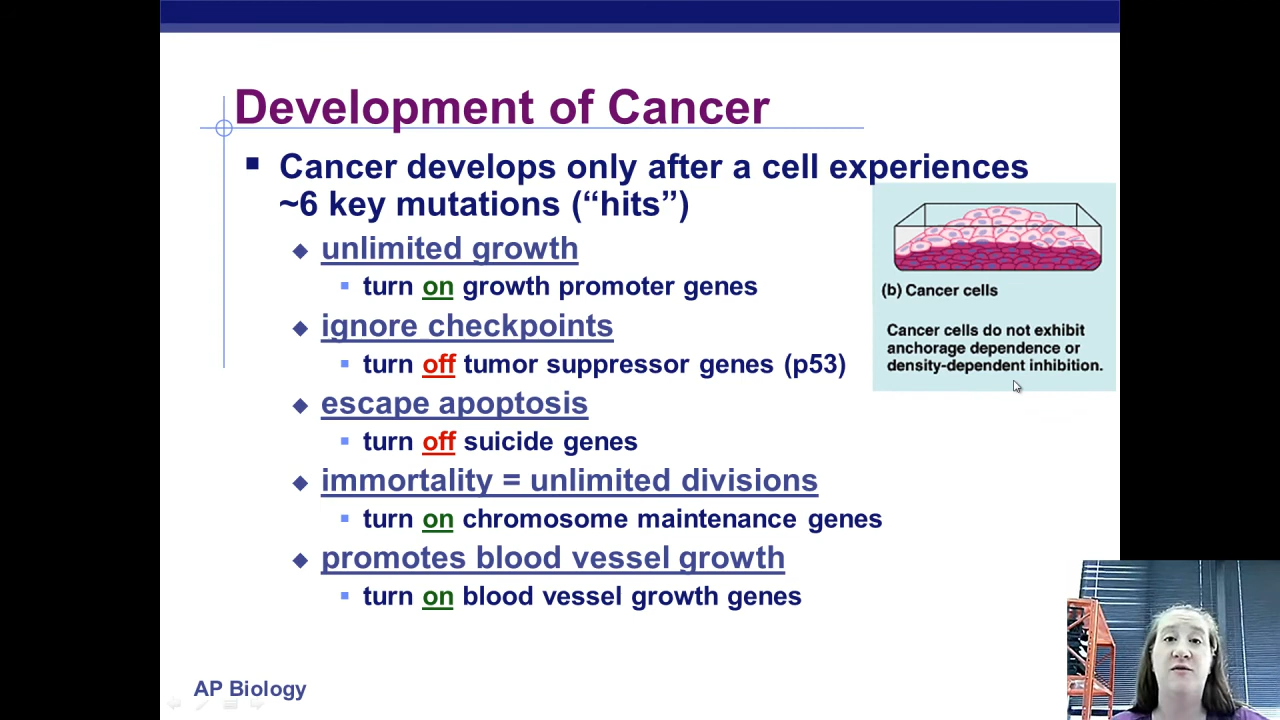 Development of Cancer
Cancer develops only after a cell experiences
~6 key mutations (“hits”)
unlimited growth
turn on growth promoter genes
ignore checkpoints
turn off tumor suppressor genes (p53)
escape apoptosis
turn off suicide genes
immortality = unlimited divisions
turn on chromosome maintenance genes
promotes blood vessel growth
turn on blood vessel growth genes
(b) Cancer cells
Cancer cells do not exhibit
anchorage dependence or
density-dependent inhibition.
AP Biology